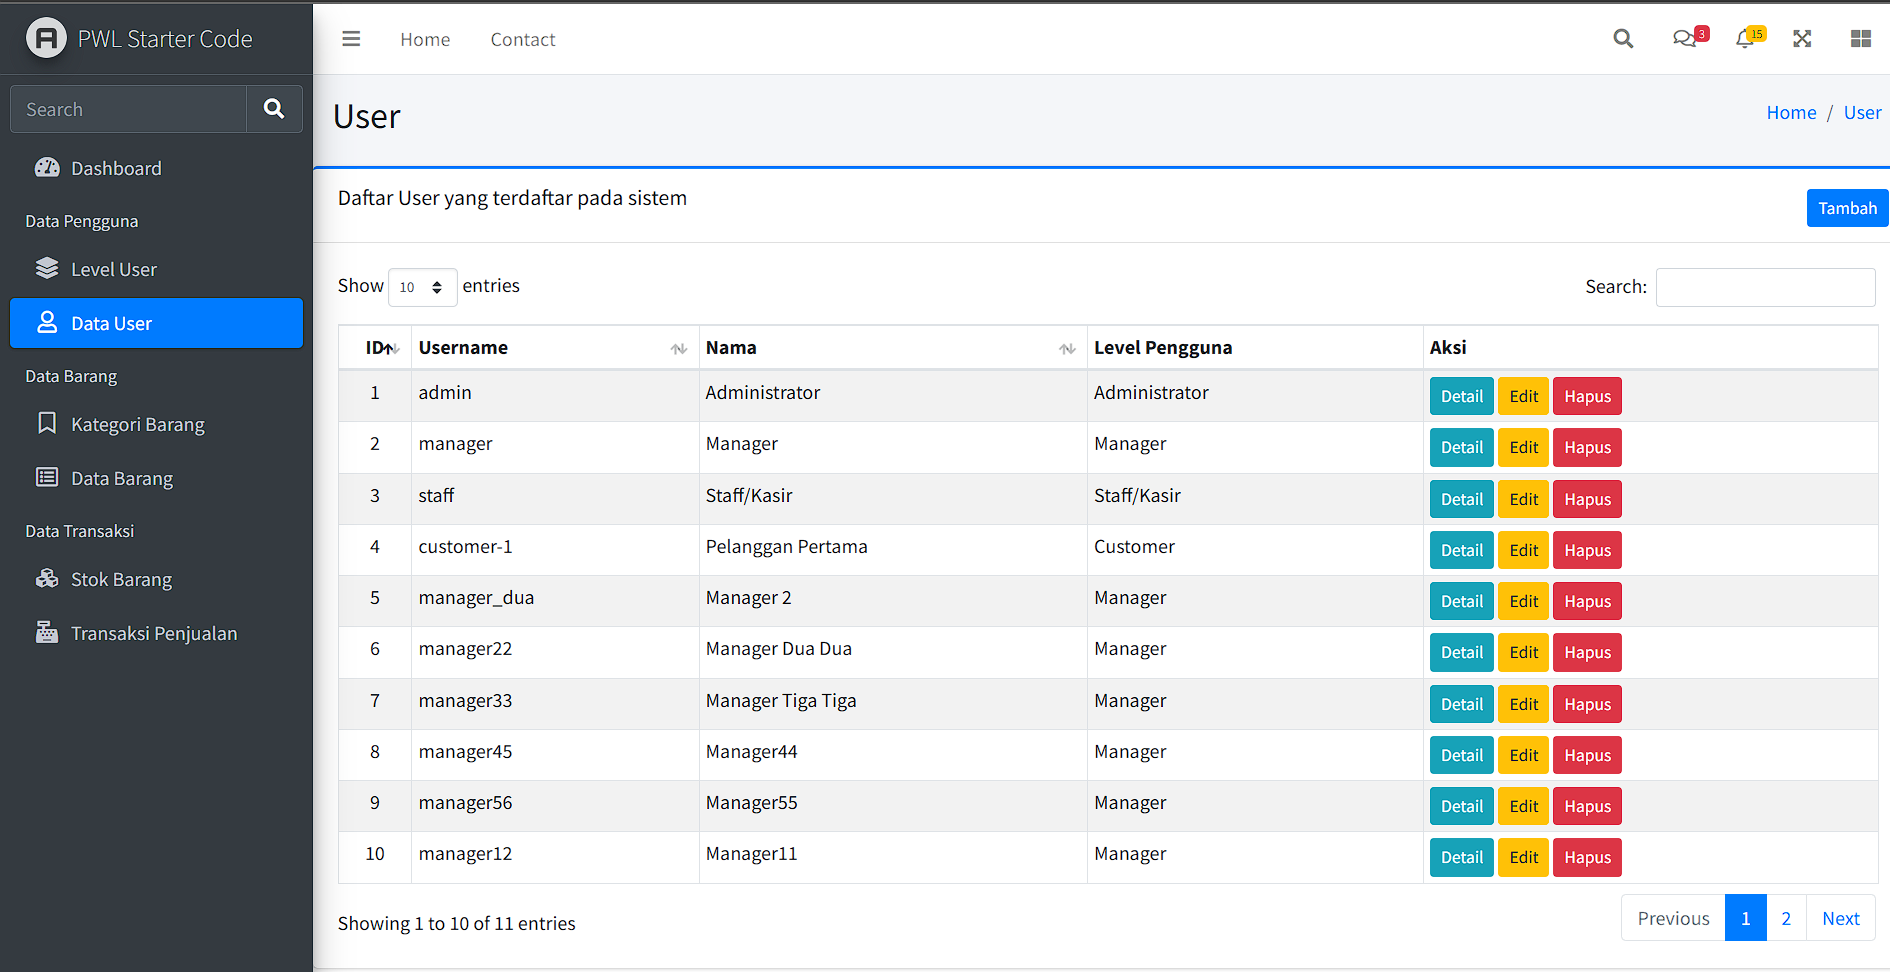 PWL Starter Code
Home Contact 3 15
Search
User
Home / User
Dashboard
Data Pengguna
Level User
Data User
Data Barang
Kategori Barang
Data Barang
Data Transaksi
Stok Barang
Transaksi Penjualan
Daftar User yang terdaftar pada sistem
Tambah
Show 10 entries
Search:
ID Username Nama Level Pengguna Aksi
1 admin Administrator Administrator Detail Edit Hapus
2 manager Manager Manager Detail Edit Hapus
3 staff Staff/Kasir Staff/Kasir Detail Edit Hapus
4 customer-1 Pelanggan Pertama Customer Detail Edit Hapus
5 manager_dua Manager 2 Manager Detail Edit Hapus
6 manager22 Manager Dua Dua Manager Detail Edit Hapus
7 manager33 Manager Tiga Tiga Manager Detail Edit Hapus
8 manager45 Manager44 Manager Detail Edit Hapus
9 manager56 Manager55 Manager Detail Edit Hapus
10 manager12 Manager11 Manager Detail Edit Hapus
Showing 1 to 10 of 11 entries
Previous 1 2 Next